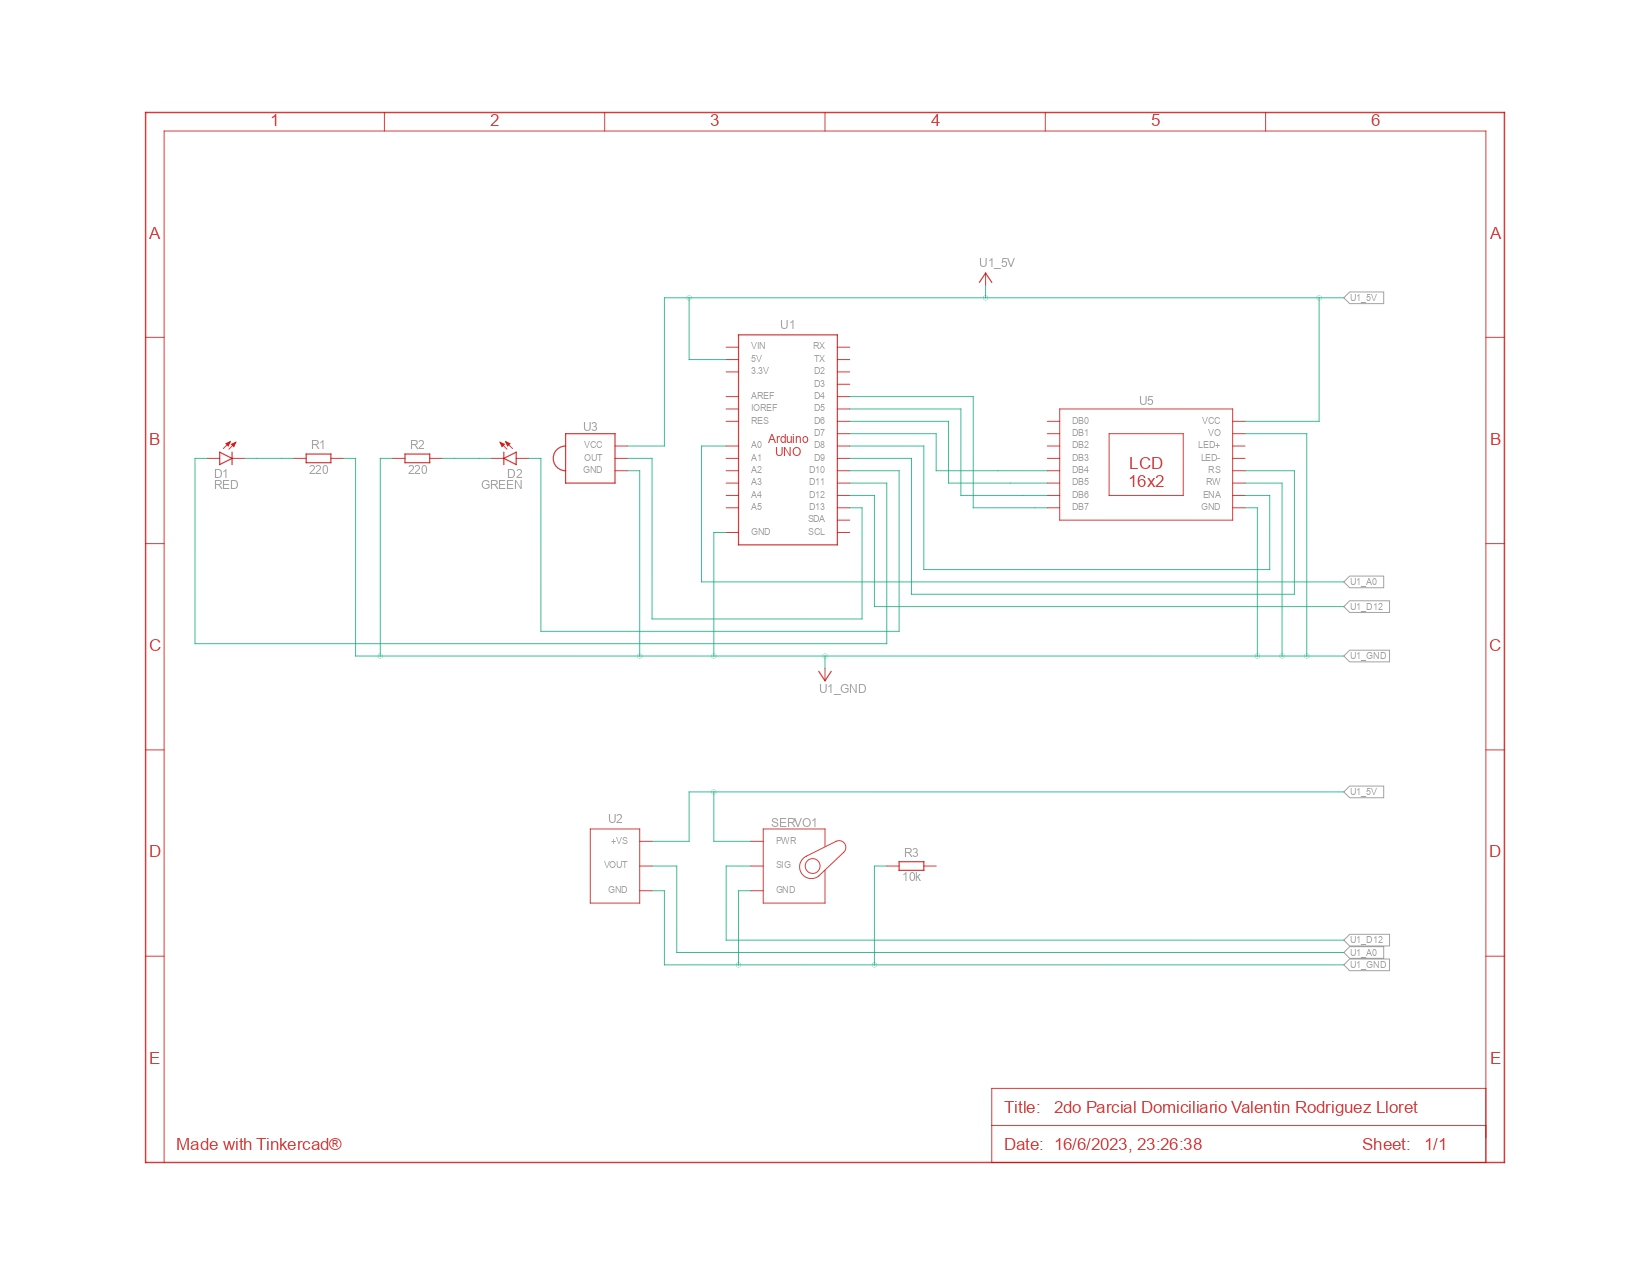 1 2 3 4 5 6
A A
U1_5V
U1_5V
U1
VIN RX
5V TX
3.3V D2
D3
AREF D4
IOREF D5
RES D6
D7
A0 D8
A1 D9
A2 D10
A3 D11
A4 D12
A5 D13
SDA
GND SCL
Arduino
UNO
B B
D1
RED
R1
220
R2
220
D2
GREEN
U3
VCC
OUT
GND
U5
DB0 VCC
DB1 VO
DB2 LED+
DB3 LED-
DB4 RS
DB5 RW
DB6 ENA
DB7 GND
LCD
16x2
U1_A0
U1_D12
C C
U1_GND
U1_GND
U1_5V
U2
+VS
VOUT
GND
SERVO1
PWR
SIG
GND
R3
10k
D D
U1_D12
U1_A0
U1_GND
E E
Title: 2do Parcial Domiciliario Valentin Rodriguez Lloret
Made with Tinkercad®
Date: 16/6/2023, 23:26:38 Sheet: 1/1